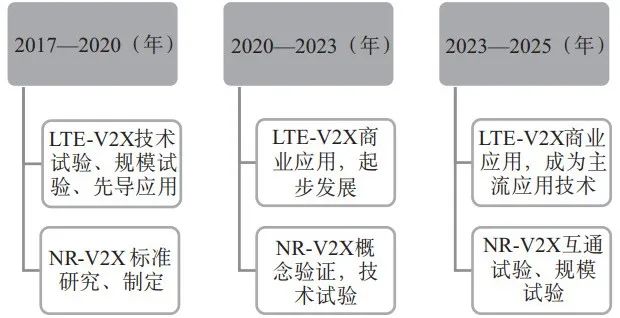 2017—2020（年）
LTE-V2X技术
试验、规模试
验、先导应用
NR-V2X 标准
研究、制定
2020—2023（年）
LTE-V2X商
业应用，起
步发展
NR-V2X概
念验证，技
术试验
2023—2025（年）
LTE-V2X商业
应用，成为主
流应用技术
NR-V2X互通
试验、规模
试验